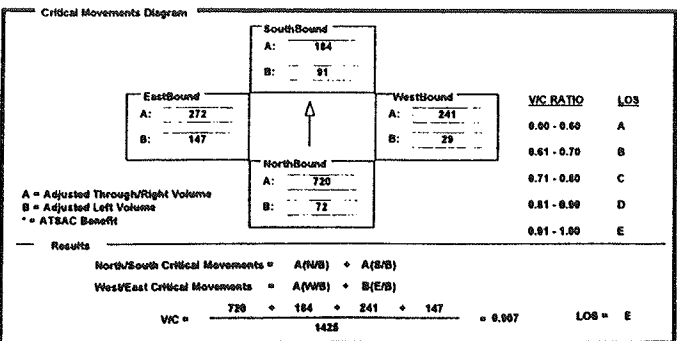 Critical Movements Diagram
SouthBound
A: 184
B: 91
EastBound
A: 272
B: 147
WestBound
A: 241
B: 29
NorthBound
A: 720
B: 72
V/C RATIO LOS
0.00 - 0.60 A
0.61 - 0.70 B
0.71 - 0.80 C
0.81 - 0.90 D
0.91 - 1.00 E
A = Adjusted Through/Right Volume
B = Adjusted Left Volume
* = ATSAC Benefit
Results
North/South Critical Movements = A(N/B) + A(S/B)
West/East Critical Movements = A(W/B) + B(E/B)
V/C = 720 + 184 + 241 + 147 = 0.907 LOS = E
1425